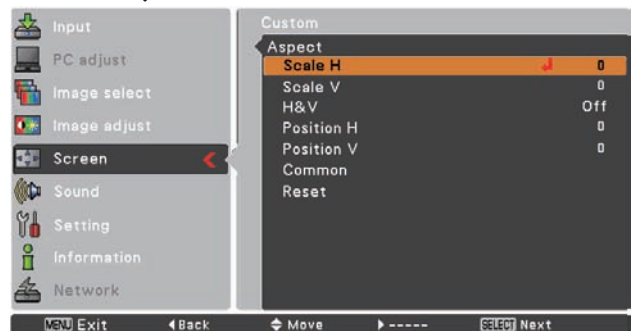 Input
PC adjust
Image select
Image adjust
Screen
Sound
Setting
Information
Network
Custom
Aspect
Scale H 0
Scale V 0
H&V Off
Position H 0
Position V 0
Common
Reset
MENU Exit ◀Back Move ▶----- SELECT Next